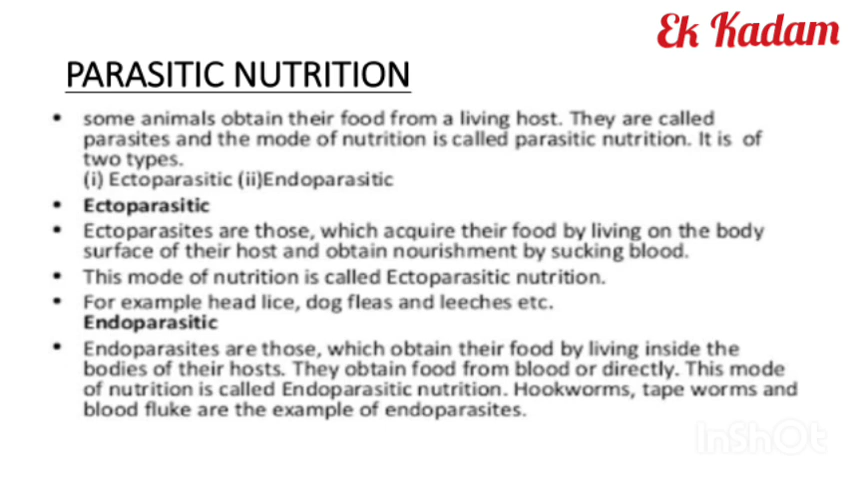 Ek Kadam
PARASITIC NUTRITION
• some animals obtain their food from a living host. They are called
parasites and the mode of nutrition is called parasitic nutrition. It is of
two types.
(i) Ectoparasitic (ii)Endoparasitic
• Ectoparasitic
• Ectoparasites are those, which acquire their food by living on the body
surface of their host and obtain nourishment by sucking blood.
• This mode of nutrition is called Ectoparasitic nutrition.
• For example head lice, dog fleas and leeches etc.
Endoparasitic
• Endoparasites are those, which obtain their food by living inside the
bodies of their hosts. They obtain food from blood or directly. This mode
of nutrition is called Endoparasitic nutrition. Hookworms, tape worms and
blood fluke are the example of endoparasites.
InShOt